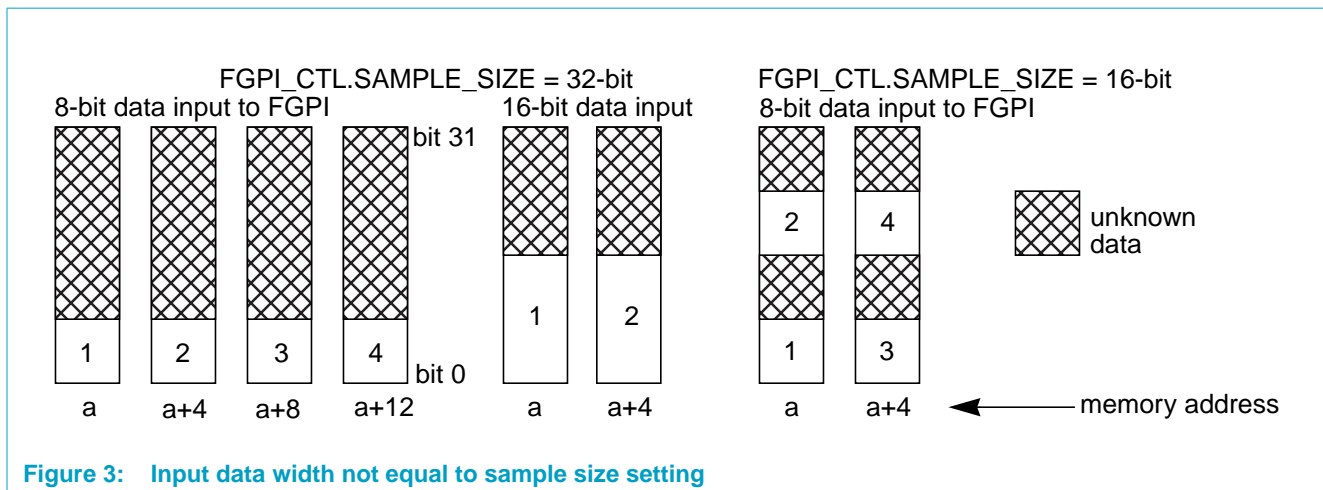 FGPI_CTL.SAMPLE_SIZE = 32-bit
FGPI_CTL.SAMPLE_SIZE = 16-bit
8-bit data input to FGPI
16-bit data input
8-bit data input to FGPI
bit 31
2
4
unknown
data
1
2
1
2
3
4
1
3
bit 0
a
a+4
a+8
a+12
a
a+4
a
a+4
memory address
Figure 3: Input data width not equal to sample size setting